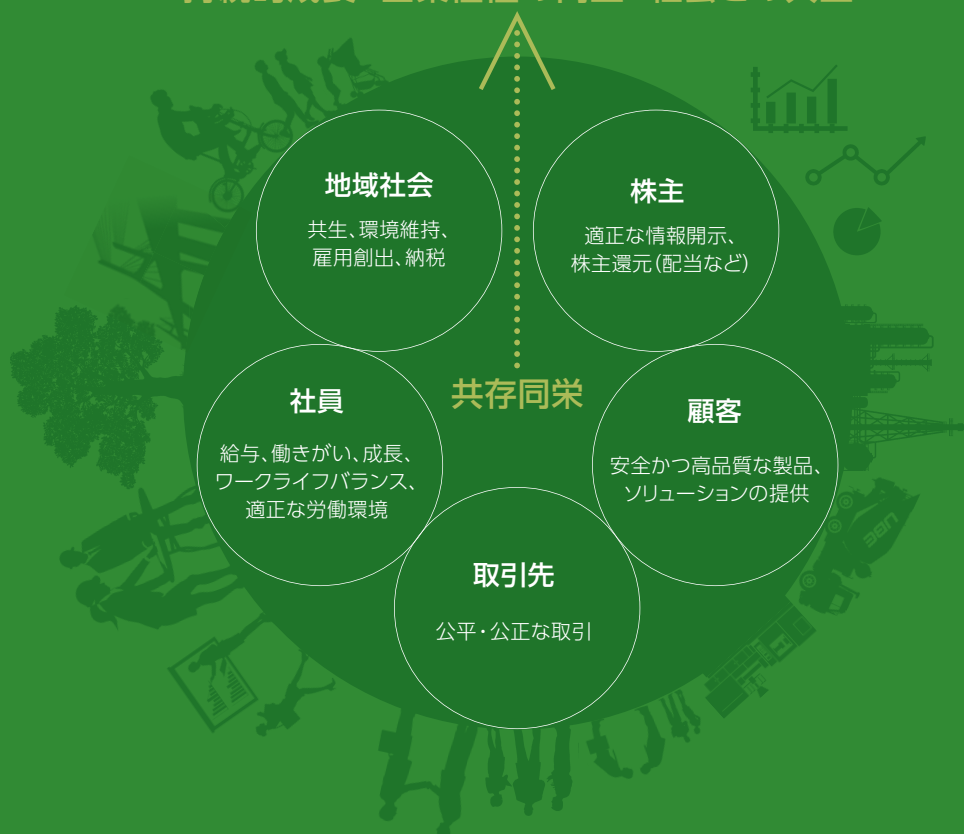 地域社会
共生、環境維持、
雇用創出、納税
株主
適正な情報開示、
株主還元(配当など)
共存同栄
社員
給与、働きがい、成長、
ワークライフバランス、
適正な労働環境
顧客
安全かつ高品質な製品、
ソリューションの提供
取引先
公平・公正な取引
UBE